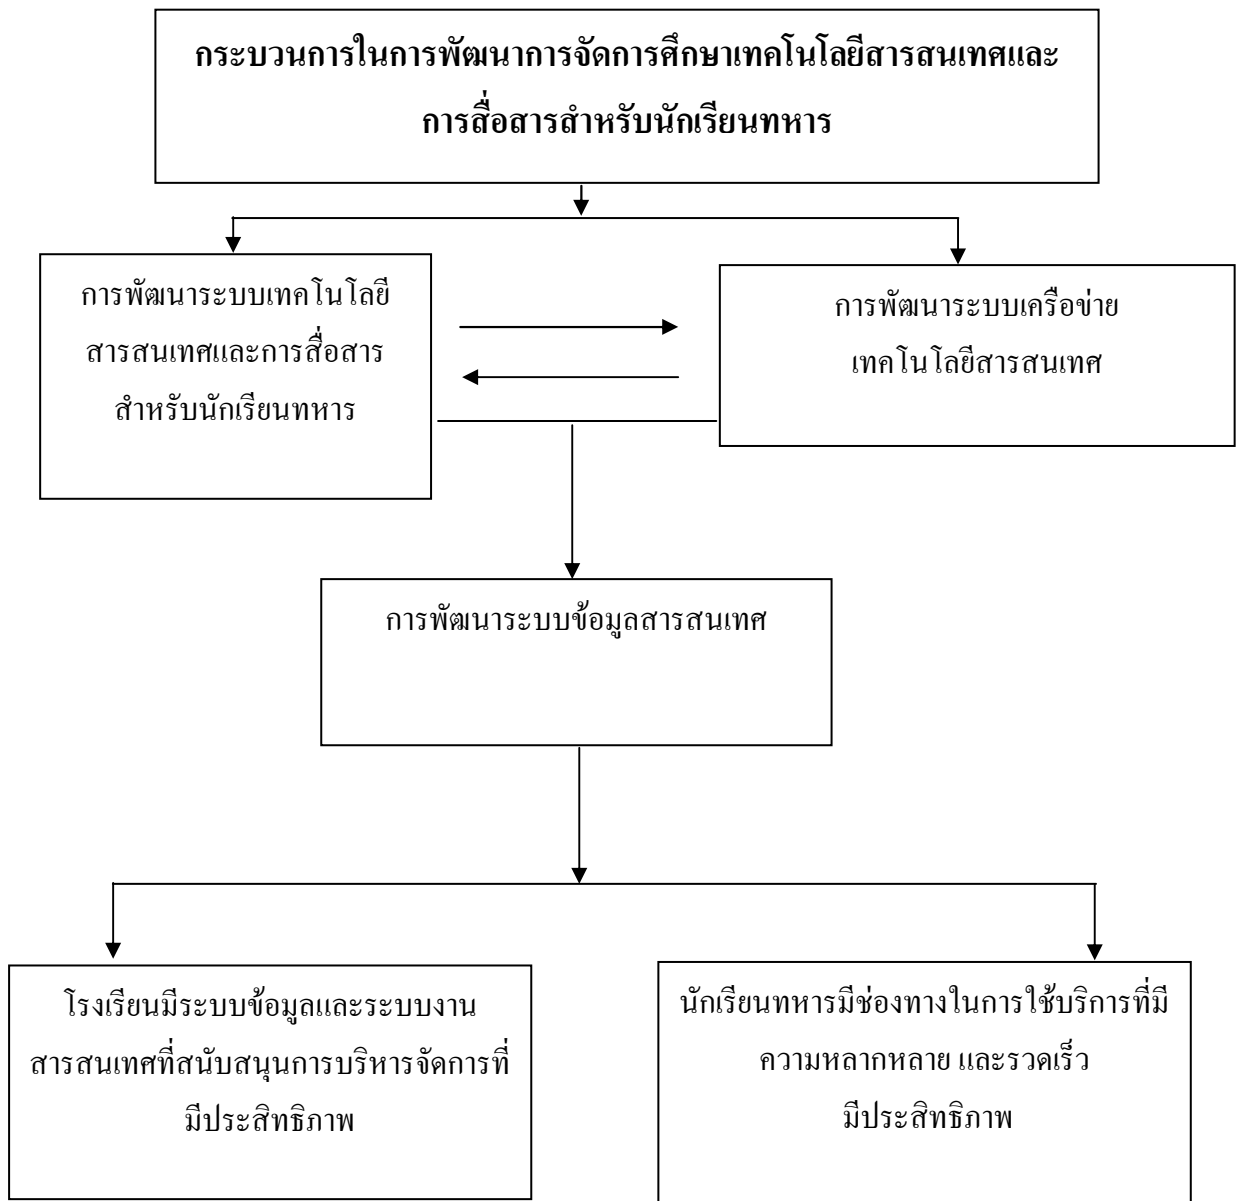 กระบวนการในการพัฒนาการจัดการศึกษาเทคโนโลยีสารสนเทศและ
การสื่อสารสำหรับนักเรียนทหาร
การพัฒนาระบบเทคโนโลยี
สารสนเทศและการสื่อสาร
สำหรับนักเรียนทหาร
การพัฒนาระบบเครือข่าย
เทคโนโลยีสารสนเทศ
การพัฒนาระบบข้อมูลสารสนเทศ
โรงเรียนมีระบบข้อมูลและระบบงาน
สารสนเทศที่สนับสนุนการบริหารจัดการที่
มีประสิทธิภาพ
นักเรียนทหารมีช่องทางในการใช้บริการที่มี
ความหลากหลาย และรวดเร็ว
มีประสิทธิภาพ